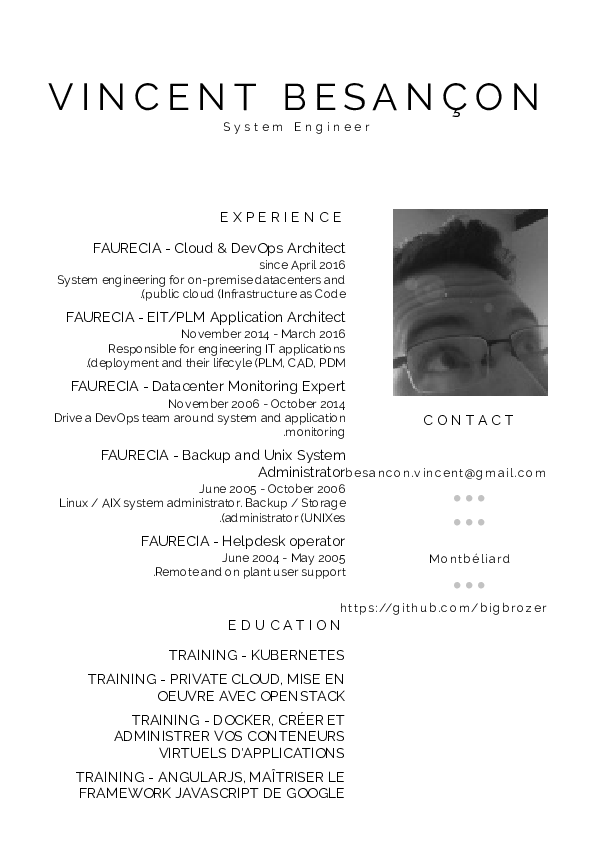 VINCENT BESANÇON
System Engineer
EXPERIENCE
FAURECIA - Cloud & DevOps Architect
since April 2016
System engineering for on-premise datacenters and
.(public cloud (Infrastructure as Code
FAURECIA - EIT/PLM Application Architect
November 2014 - March 2016
Responsible for engineering IT applications
.(deployment and their lifecyle (PLM, CAD, PDM
FAURECIA - Datacenter Monitoring Expert
November 2006 - October 2014
Drive a DevOps team around system and application
.monitoring
FAURECIA - Backup and Unix System
Administrator
June 2005 - October 2006
Linux / AIX system administrator. Backup / Storage
.(administrator (UNIXes
FAURECIA - Helpdesk operator
June 2004 - May 2005
.Remote and on plant user support
EDUCATION
TRAINING - KUBERNETES
TRAINING - PRIVATE CLOUD, MISE EN
OEUVRE AVEC OPENSTACK
TRAINING - DOCKER, CRÉER ET
ADMINISTRER VOS CONTENEURS
VIRTUELS D'APPLICATIONS
TRAINING - ANGULARJS, MAÎTRISER LE
FRAMEWORK JAVASCRIPT DE GOOGLE
CONTACT
besancon.vincent@gmail.com
Montbéliard
https://github.com/bigbrozer